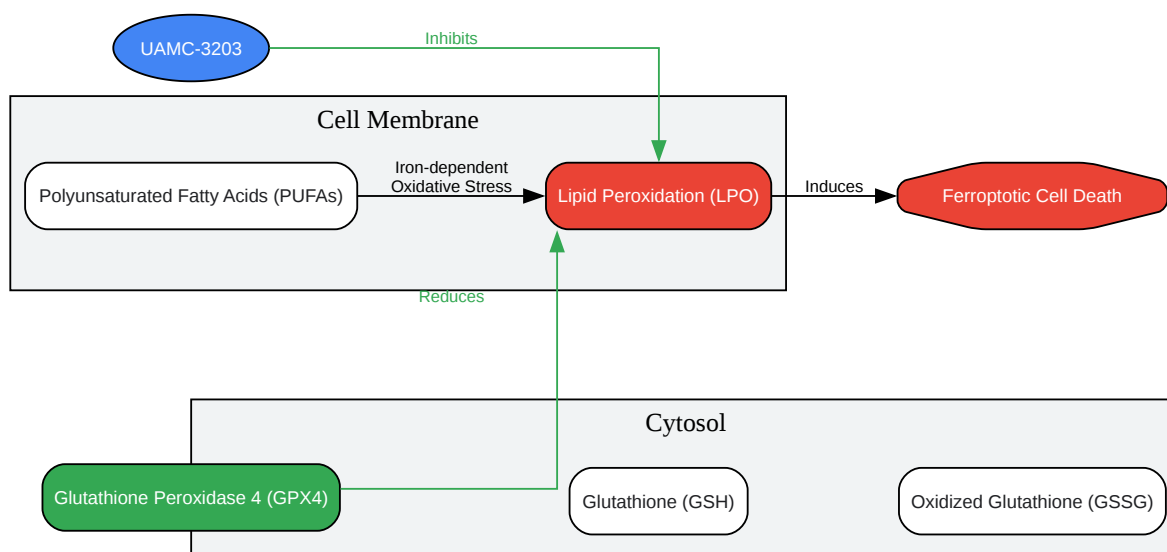 UAMC-3203
Inhibits
Cell Membrane
Polyunsaturated Fatty Acids (PUFAs)
Iron-dependent
Oxidative Stress
Lipid Peroxidation (LPO)
Induces
Ferroptotic Cell Death
Reduces
Cytosol
Glutathione Peroxidase 4 (GPX4)
Glutathione (GSH)
Oxidized Glutathione (GSSG)